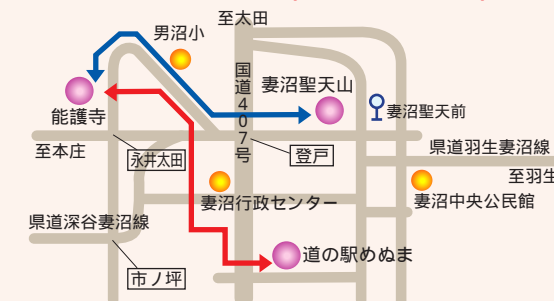 至太田
男沼小
国道407号
妻沼聖天山
妻沼聖天前
能護寺
県道羽生妻沼線
至本庄
永井太田
登戸
至羽生
妻沼行政センター
妻沼中央公民館
県道深谷妻沼線
道の駅めぬま
市ノ坪